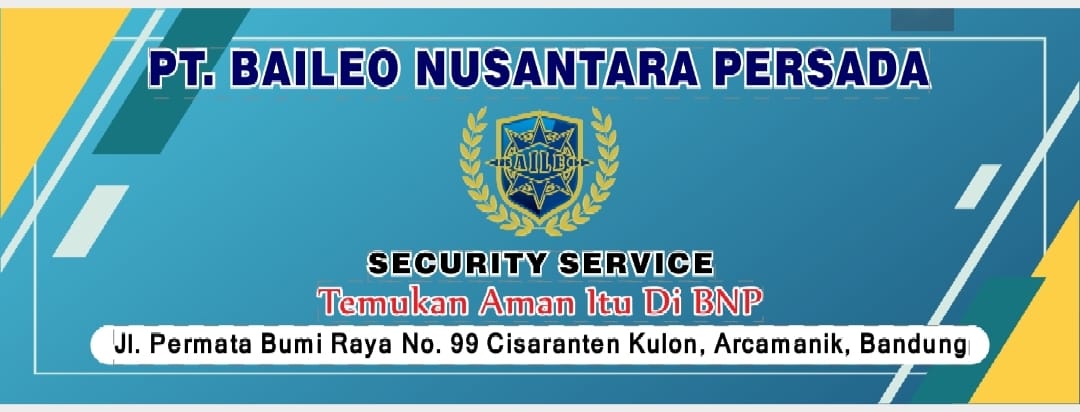 PT. BAILEO NUSANTARA PERSADA
BAILEO
SECURITY SERVICE
Temukan Aman Itu Di BNP
Jl. Permata Bumi Raya No. 99 Cisaranten Kulon, Arcamanik, Bandung